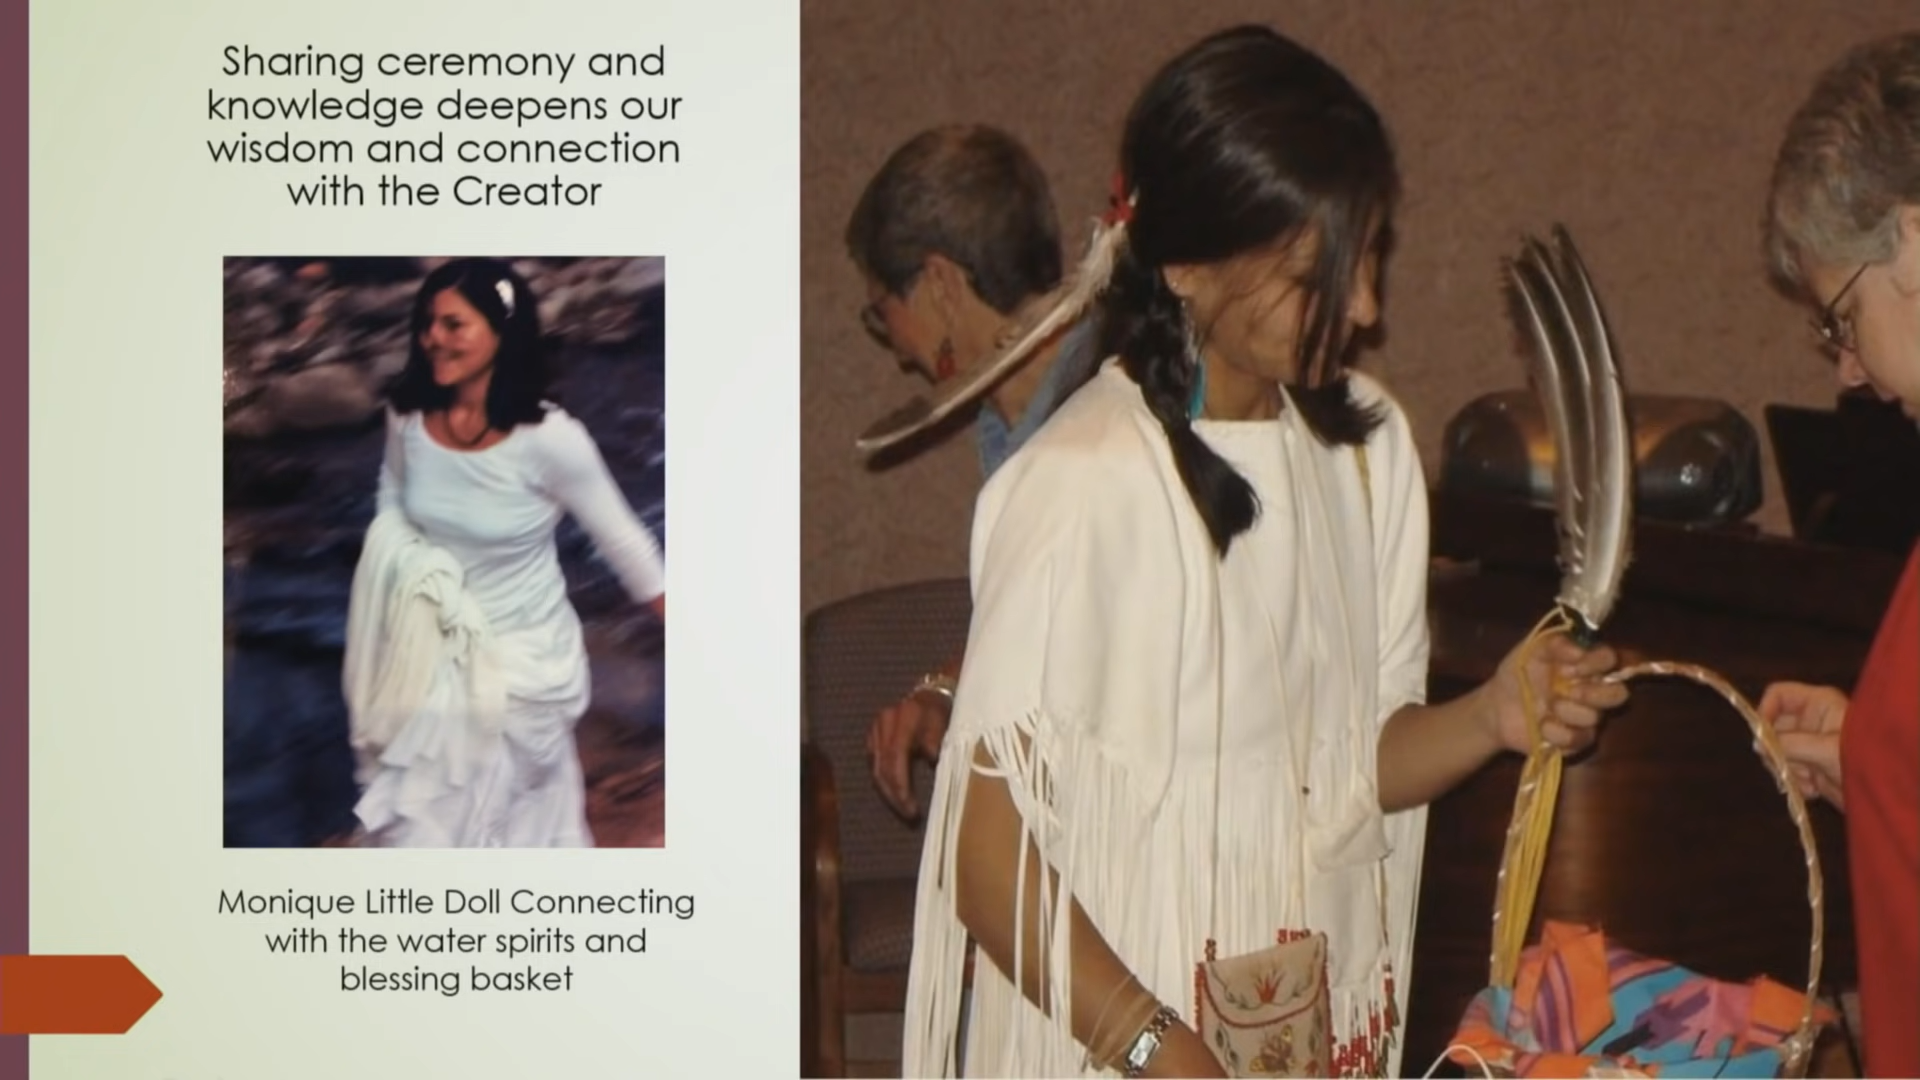 Sharing ceremony and
knowledge deepens our
wisdom and connection
with the Creator
Monique Little Doll Connecting
with the water spirits and
blessing basket